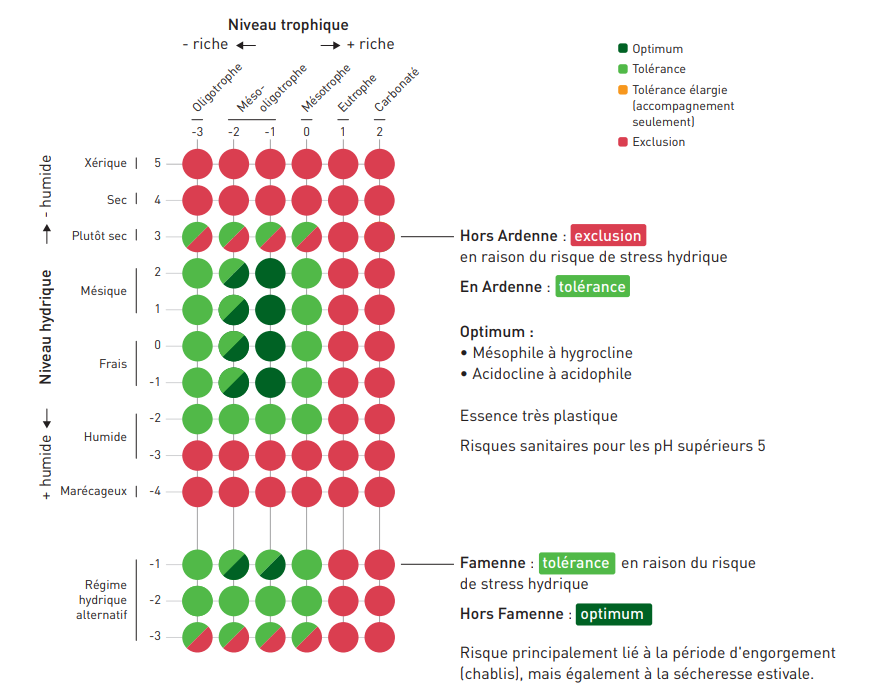 Niveau trophique
- riche ← → + riche
Oligotrophe
Méso-
oligotrophe
Mésotrophe
Eutrophe
Carbonaté
-3 -2 -1 0 1 2
Optimum
Tolérance
Tolérance élargie
(accompagnement
seulement)
Exclusion
Niveau hydrique
- humide
+ humide
Xérique 5
Sec 4
Plutôt sec 3
Mésique 2
1
Frais 0
-1
Humide -2
-3
Marécageux -4
Régime
hydrique
alternatif
-1
-2
-3
Hors Ardenne : exclusion
en raison du risque de stress hydrique
En Ardenne : tolérance
Optimum :
• Mésophile à hygrocline
• Acidocline à acidophile
Essence très plastique
Risques sanitaires pour les pH supérieurs 5
Famenne : tolérance en raison du risque
de stress hydrique
Hors Famenne : optimum
Risque principalement lié à la période d'engorgement
(chablis), mais également à la sécheresse estivale.